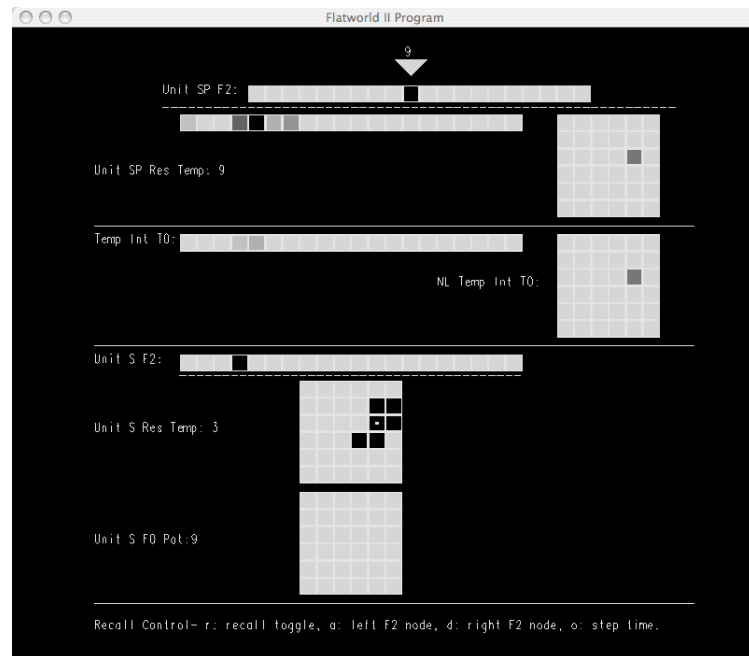 Flatworld II Program
9
Unit SP F2:
Unit SP Res Temp: 9
Temp Int T0:
NL Temp Int T0:
Unit S F2:
Unit S Res Temp: 3
Unit S F0 Pot:9
Recall Control- r: recall toggle, a: left F2 node, d: right F2 node, o: step time.